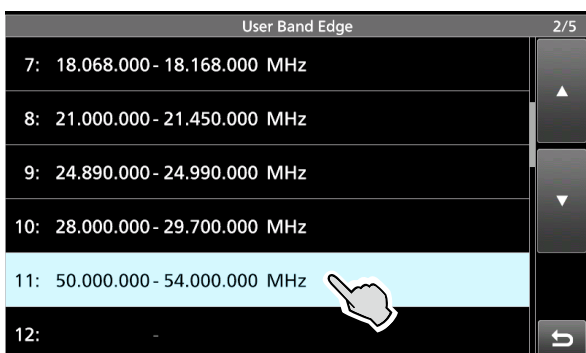 User Band Edge 2/5
7: 18.068.000 - 18.168.000 MHz
8: 21.000.000 - 21.450.000 MHz
9: 24.890.000 - 24.990.000 MHz
10: 28.000.000 - 29.700.000 MHz
11: 50.000.000 - 54.000.000 MHz
12: -